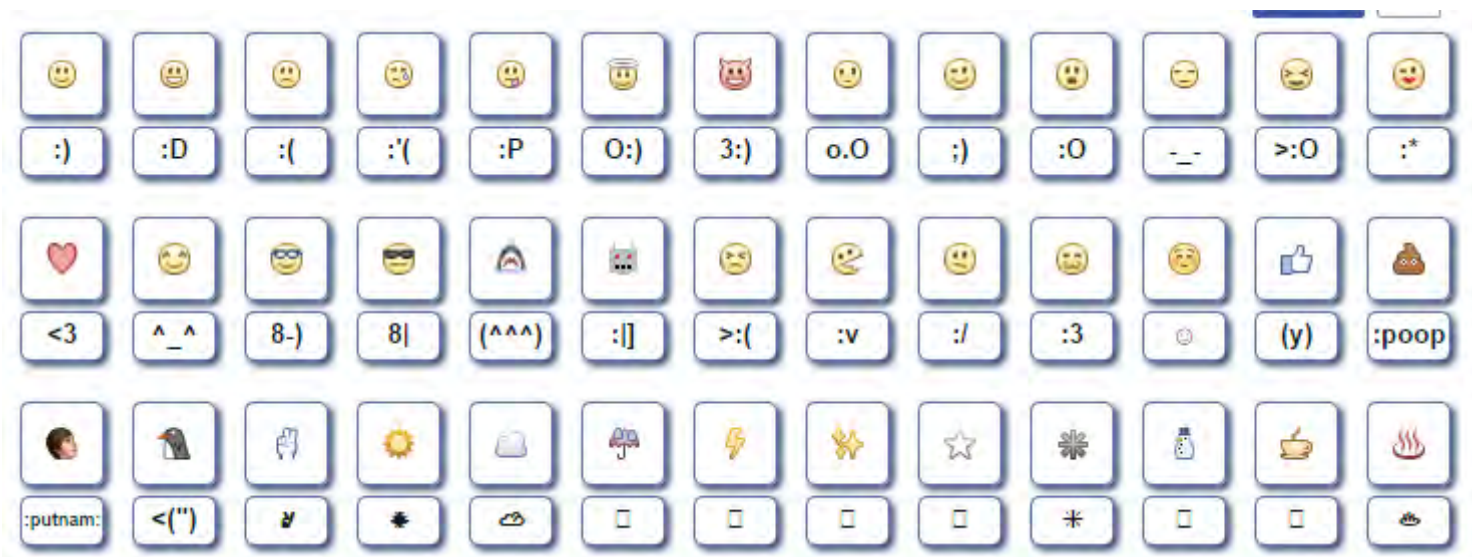 :) :D :( :'( :P O:) 3:) o.O ;) :O -_- >:O :*
<3 ^_^ 8-) 8| (^^^) :|] >:( :v :/ :3 ☺ (y) :poop
:putnam: <(") ✌ ☀ ☁ □ □ □ □ ✳ □ □ ♨